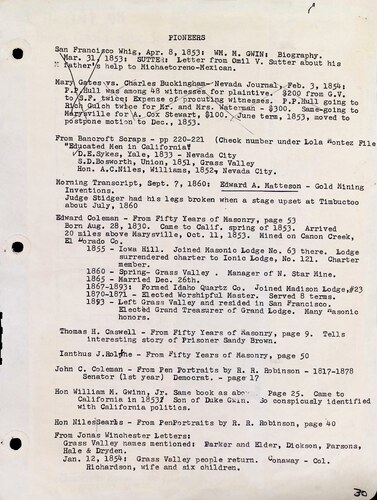 PIONEERS
San Francisco Whig, Apr. 8, 1853: WM. M. GWIN: Biography.
Mar. 31, 1853: SUTTER: Letter from Omil V. Sutter about his
father's help to Michaetoreno-Mexican.
Mary Gates vs. Charles Buckingham- Nevada Journal, Feb. 3, 1854:
P.P.Hull was among 48 witnesses for plaintive. $200 from G.V.
to S.F. twice; Expense of procuting witnesses. P.P.Hull going to
Rich Gulch twice for Mr. and Mrs. Waterman - $300. Same-going to
Marysville for A. Cox Stewart, $100. June term, 1853, moved to
postpone motion to Dec., 1853.
From Bancroft Scraps - pp 220-221 (Check number under Lola Montez File
"Educated Men in California"
D.E.Sykes, Yale, 1833 - Nevada City
S.D.Bosworth, Union, 1851, Grass Valley
Hon. A.C.Niles, Williams, 1852, Nevada City.
Morning Transcript, Sept. 7, 1860: Edward A. Matteson - Gold Mining
Inventions.
Judge Stidger had his legs broken when a stage upset at Timbuctoo
about July, 1860
Edward Coleman - From Fifty Years of Masonry, page 53
Born Aug. 28, 1830. Came to Calif. spring of 1853. Arrived
20 miles above Marysville, Oct. 11, 1853. Mined on Canon Creek,
El Dorado Co.
1855 - Iowa Hill. Joined Masonic Lodge No. 63 there. Lodge
surrendered charter to Ionic Lodge, No. 121. Charter
member.
1860 - Spring- Grass Valley. Manager of N. Star Mine.
1865 - Married Dec. 26th.
1867-1893: Formed Idaho Quartz Co. Joined Madison Lodge,#23
1870-1871 - Elected Worshipful Master. Served 8 terms.
1893 - Left Grass Valley and resided in San Francisco.
Elected Grand Treasurer of Grand Lodge. Many Masonic
honors.
Thomas H. Caswell - From Fifty Years of Masonry, page 9. Tells
interesting story of Prisoner Sandy Brown.
Ianthus J.Rolphe - From Fifty Years of Masonry, page 50
John C. Coleman - From Pen Portraits by R. R. Robinson - 1817-1878
Senator (1st year) Democrat. - page 17
Hon William M. Gwinn, Jr. Same book as above Page 25. Came to
California in 1853. Son of Duke Gwin. So conspicously identified
with California politics.
Hon Niles Searls - From PenPortraits by R. R. Robinson, page 40
From Jonas Winchester Letters:
Grass Valley names mentioned: Parker and Elder, Dickson, Parsons,
Hale & Dryden.
Jan. 12, 1854: Grass Valley people return. Conaway - Col.
Richardson, wife and six children.
30